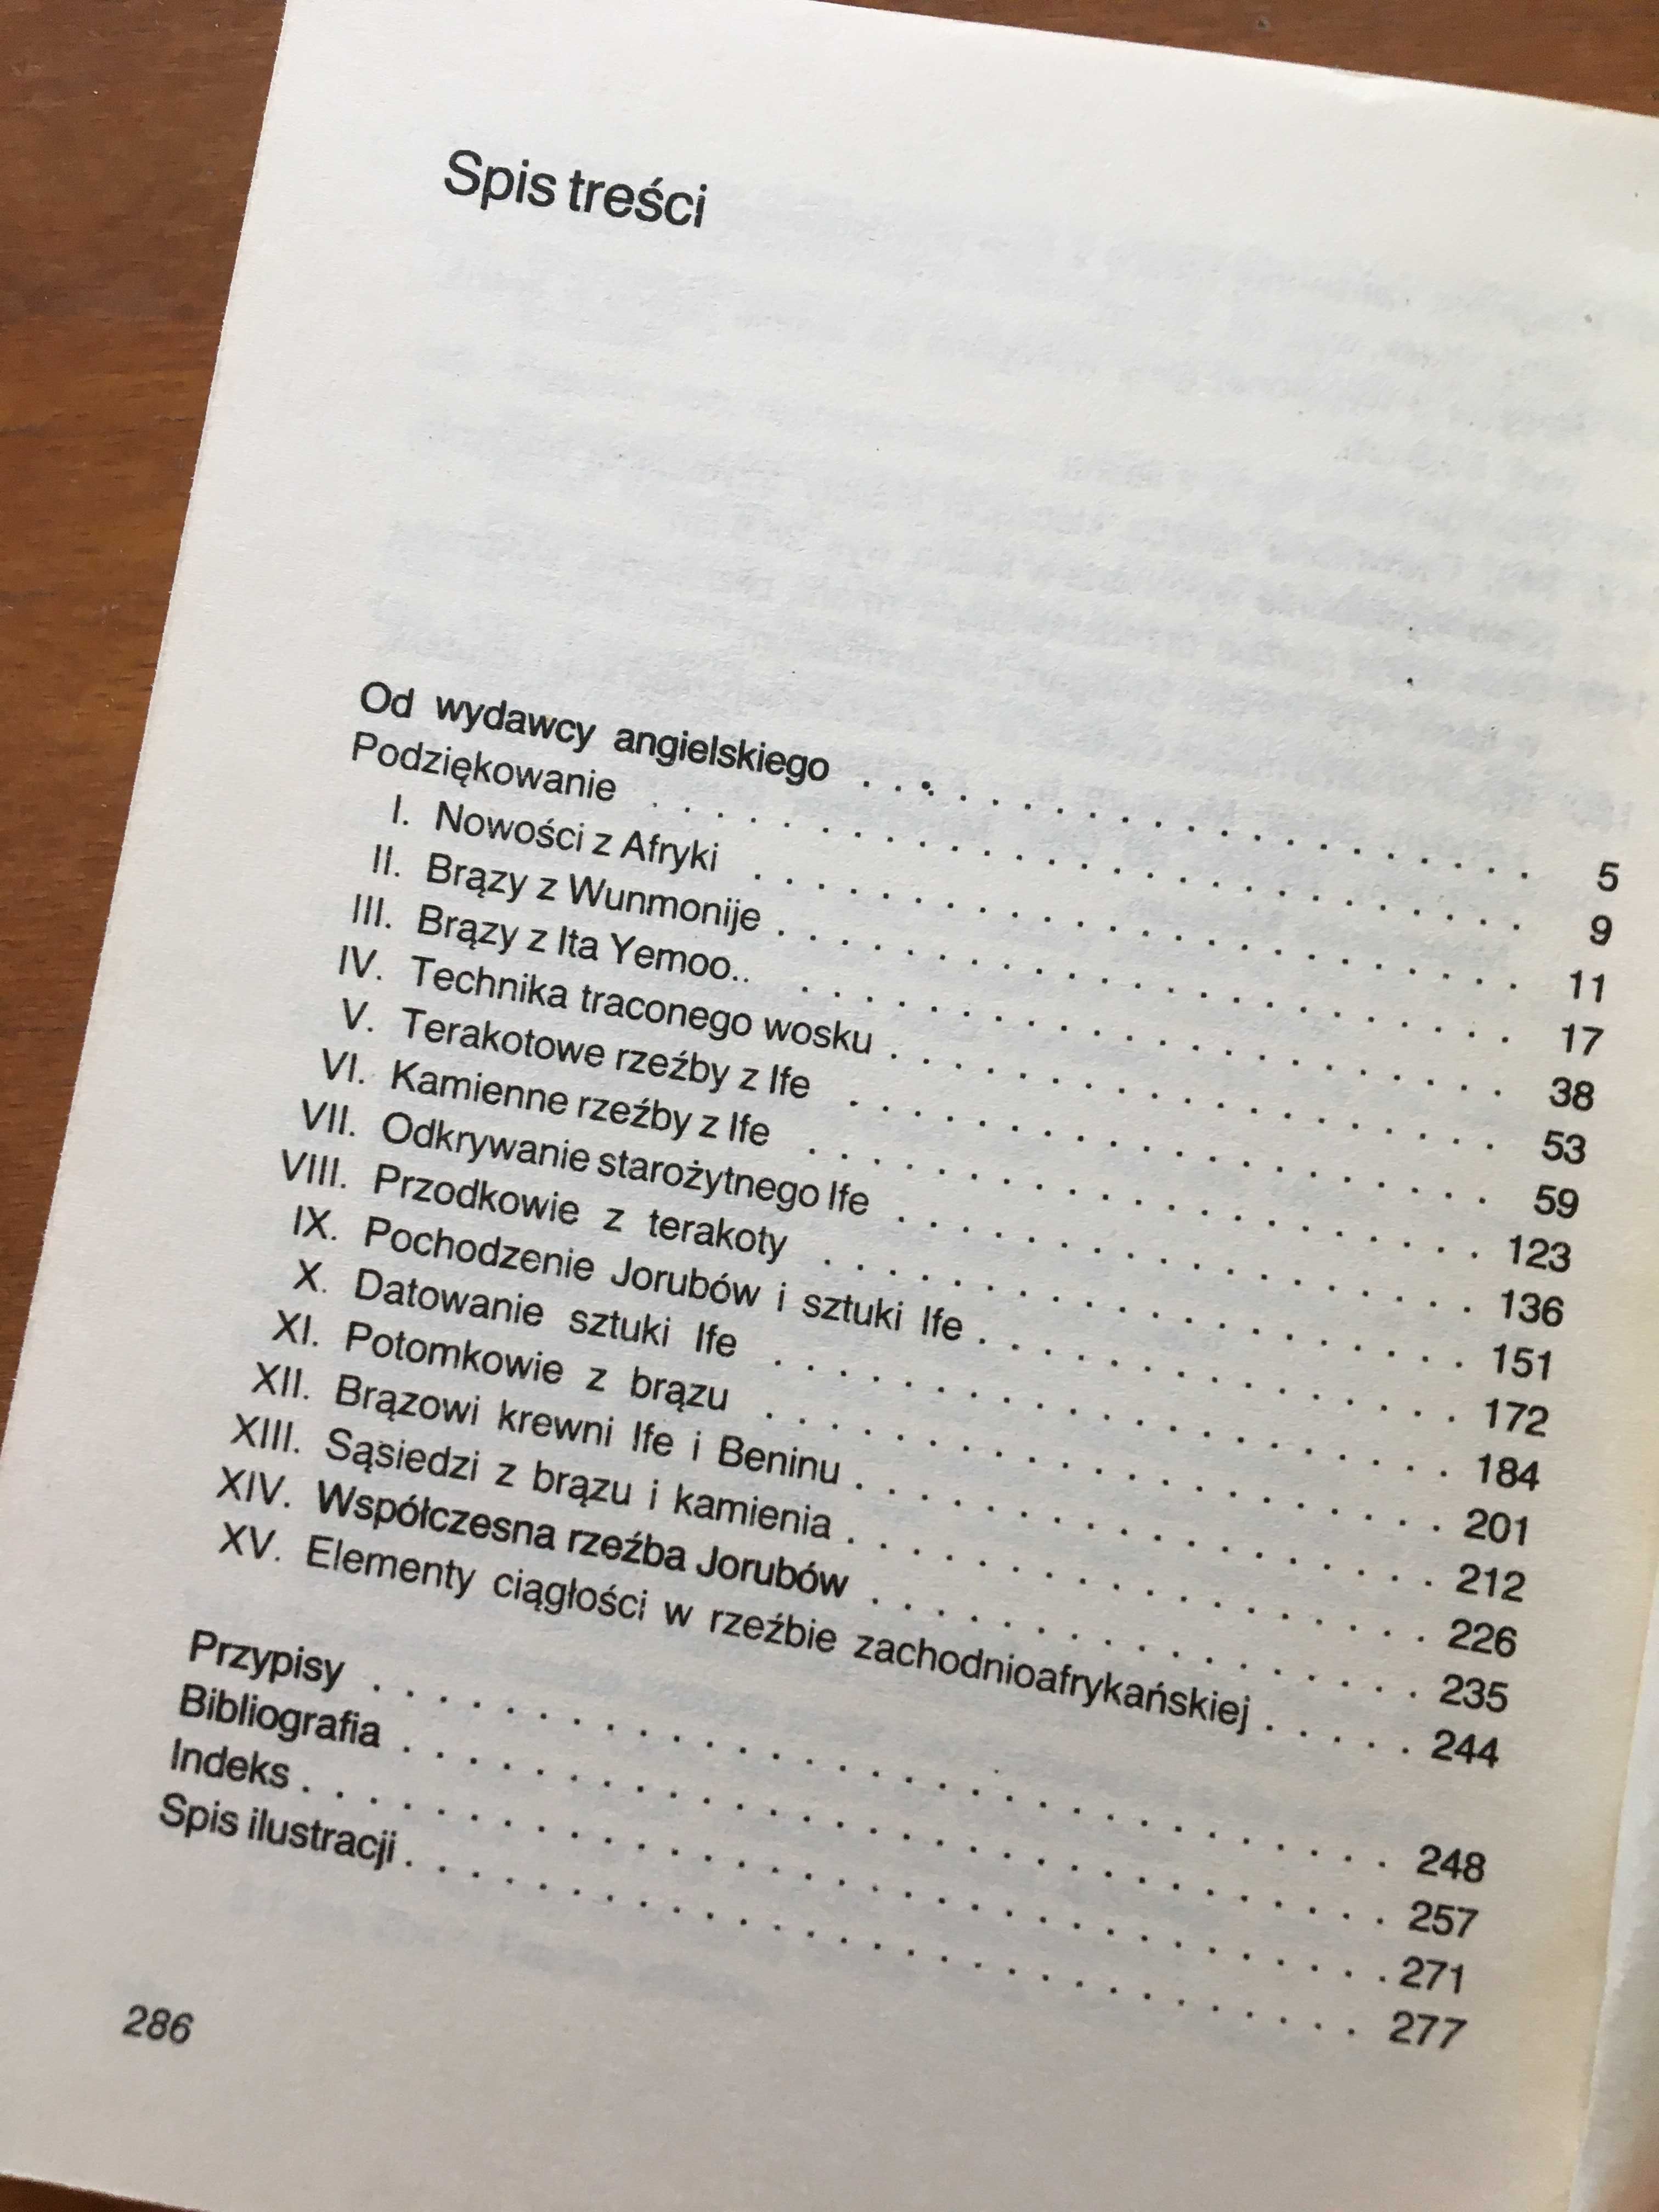 Spis treści
Od wydawcy angielskiego . . . . . . . . . . . . . . . . . . . . 5
Podziękowanie . . . . . . . . . . . . . . . . . . . . . . . . . . 9
I. Nowości z Afryki . . . . . . . . . . . . . . . . . . . . . . . 11
II. Brązy z Wunmonije . . . . . . . . . . . . . . . . . . . . . . 17
III. Brązy z Ita Yemoo.. . . . . . . . . . . . . . . . . . . . . . 38
IV. Technika traconego wosku . . . . . . . . . . . . . . . . . . . 53
V. Terakotowe rzeźby z Ife . . . . . . . . . . . . . . . . . . . . 59
VI. Kamienne rzeźby z Ife . . . . . . . . . . . . . . . . . . . . 123
VII. Odkrywanie starożytnego Ife . . . . . . . . . . . . . . . . . . 136
VIII. Przodkowie z terakoty . . . . . . . . . . . . . . . . . . . . 151
IX. Pochodzenie Jorubów i sztuki Ife . . . . . . . . . . . . . . . 172
X. Datowanie sztuki Ife . . . . . . . . . . . . . . . . . . . . . 184
XI. Potomkowie z brązu . . . . . . . . . . . . . . . . . . . . . 201
XII. Brązowi krewni Ife i Beninu . . . . . . . . . . . . . . . . . . 212
XIII. Sąsiedzi z brązu i kamienia . . . . . . . . . . . . . . . . . . 226
XIV. Współczesna rzeźba Jorubów . . . . . . . . . . . . . . . . . 235
XV. Elementy ciągłości w rzeźbie zachodnioafrykańskiej . . . . . 244
Przypisy . . . . . . . . . . . . . . . . . . . . . . . . . . . . . . 248
Bibliografia . . . . . . . . . . . . . . . . . . . . . . . . . . . . . 257
Indeks . . . . . . . . . . . . . . . . . . . . . . . . . . . . . . . . 271
Spis ilustracji . . . . . . . . . . . . . . . . . . . . . . . . . . . . 277
286